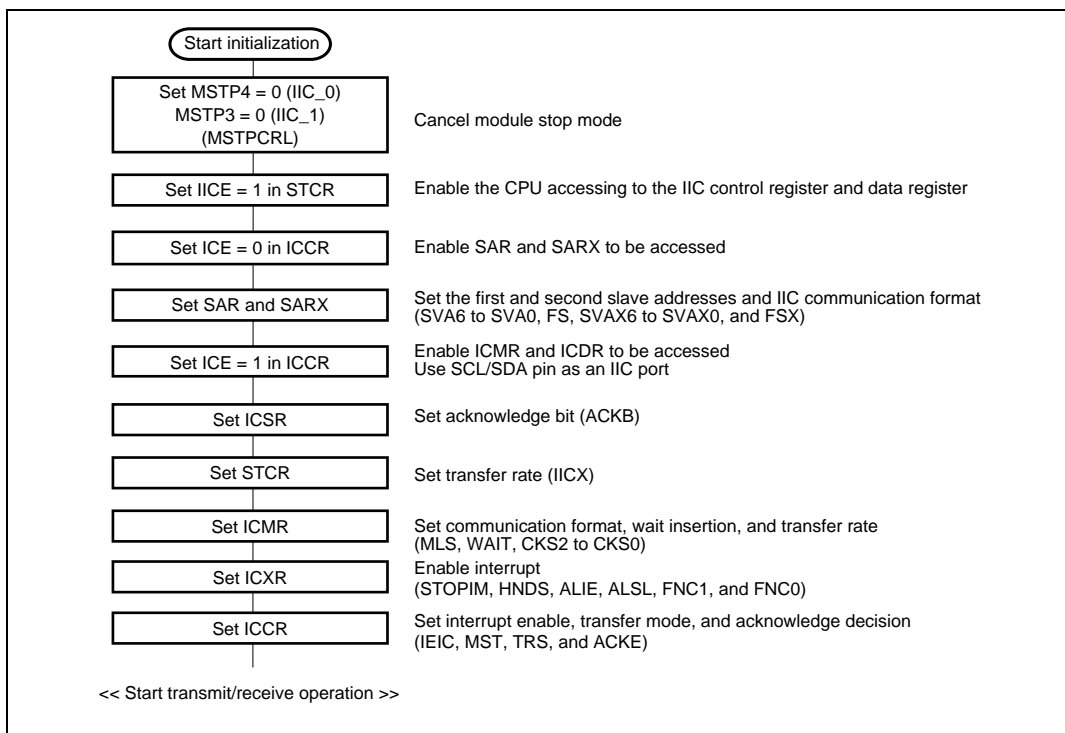 Start initialization
Set MSTP4 = 0 (IIC_0)
MSTP3 = 0 (IIC_1)
(MSTPCRL)
Cancel module stop mode
Set IICE = 1 in STCR
Enable the CPU accessing to the IIC control register and data register
Set ICE = 0 in ICCR
Enable SAR and SARX to be accessed
Set SAR and SARX
Set the first and second slave addresses and IIC communication format
(SVA6 to SVA0, FS, SVAX6 to SVAX0, and FSX)
Set ICE = 1 in ICCR
Enable ICMR and ICDR to be accessed
Use SCL/SDA pin as an IIC port
Set ICSR
Set acknowledge bit (ACKB)
Set STCR
Set transfer rate (IICX)
Set ICMR
Set communication format, wait insertion, and transfer rate
(MLS, WAIT, CKS2 to CKS0)
Set ICXR
Enable interrupt
(STOPIM, HNDS, ALIE, ALSL, FNC1, and FNC0)
Set ICCR
Set interrupt enable, transfer mode, and acknowledge decision
(IEIC, MST, TRS, and ACKE)
<< Start transmit/receive operation >>